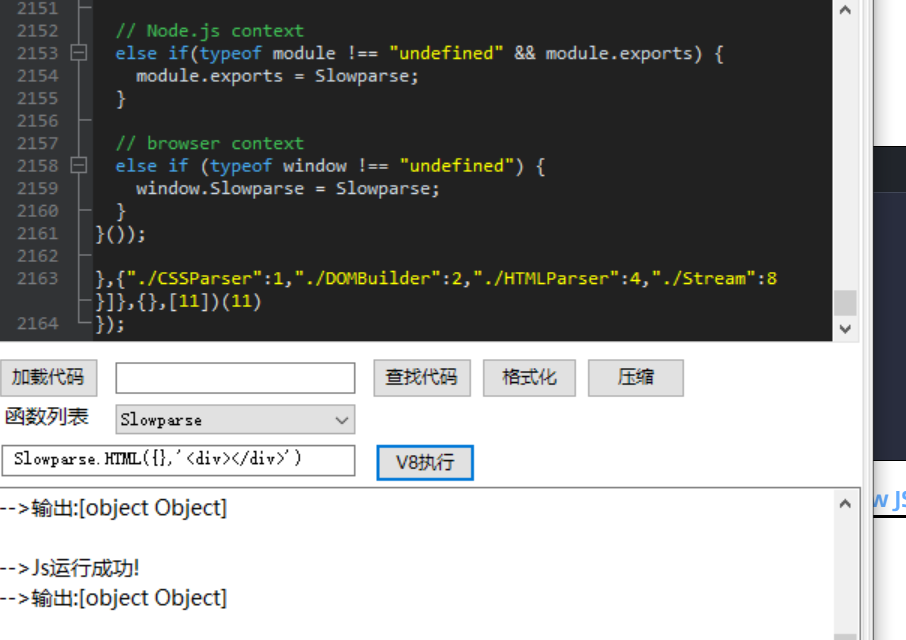 2151
2152 // Node.js context
2153 else if(typeof module !== "undefined" && module.exports) {
2154 module.exports = Slowparse;
2155 }
2156
2157 // browser context
2158 else if (typeof window !== "undefined") {
2159 window.Slowparse = Slowparse;
2160 }
2161 }());
2162
2163 },{"./CSSParser":1,"./DOMBuilder":2,"./HTMLParser":4,"./Stream":8
}]},{},[11])(11)
2164 });
加载代码 查找代码 格式化 压缩
函数列表 Slowparse
Slowparse.HTML({},'<div></div>') V8执行
w JS
-->输出:[object Object]
-->Js运行成功!
-->输出:[object Object]